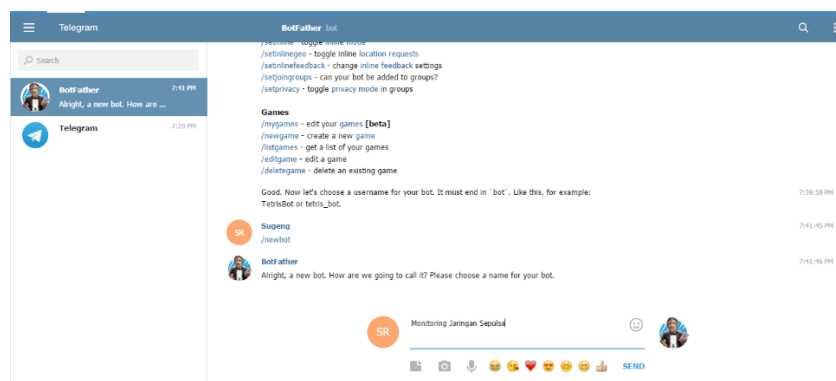 Telegram
BotFather bot
Search
BotFather 7:41 PM
Alright, a new bot. How are ...
Telegram 7:20 PM
/setinline - toggle inline mode
/setinlinegeo - toggle inline location requests
/setinlinefeedback - change inline feedback settings
/setjoingroups - can your bot be added to groups?
/setprivacy - toggle privacy mode in groups
Games
/mygames - edit your games [beta]
/newgame - create a new game
/listgames - get a list of your games
/editgame - edit a game
/deletegame - delete an existing game
Good. Now let's choose a username for your bot. It must end in `bot`. Like this, for example: 7:39:59 PM
TetrisBot or tetris_bot.
SR
Sugeng 7:41:45 PM
/newbot
BotFather 7:41:46 PM
Alright, a new bot. How are we going to call it? Please choose a name for your bot.
SR
Monitoring Jaringan Sepulsa
SEND